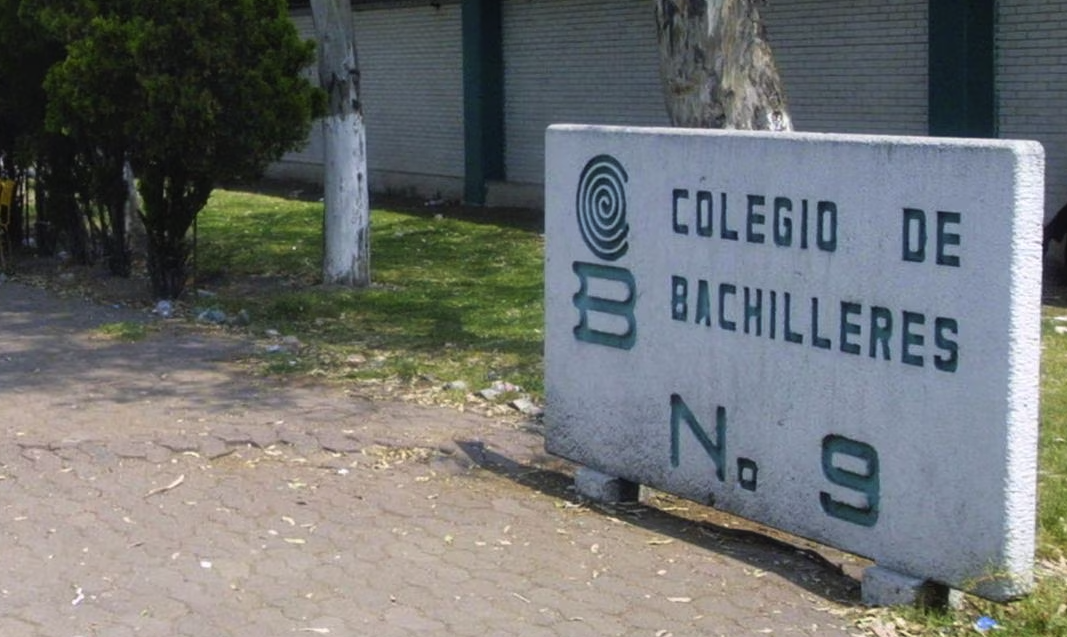 COLEGIO DE
BACHILLERES
No 9